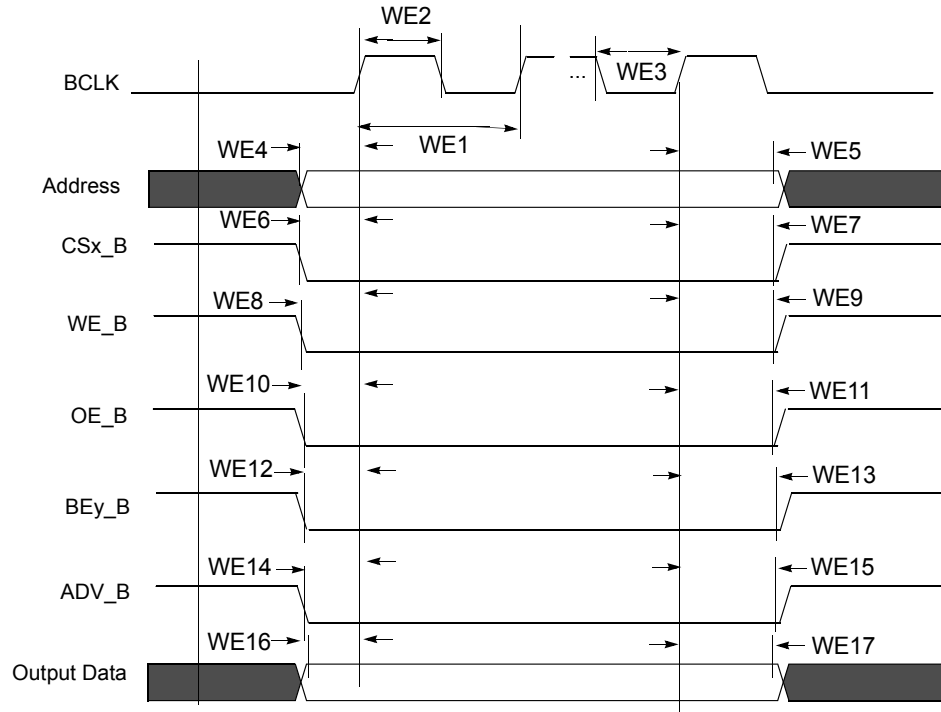 WE2
BCLK
...
WE3
WE4
WE1
WE5
Address
WE6
WE7
CSx_B
WE8
WE9
WE_B
WE10
WE11
OE_B
WE12
WE13
BEy_B
WE14
WE15
ADV_B
WE16
WE17
Output Data